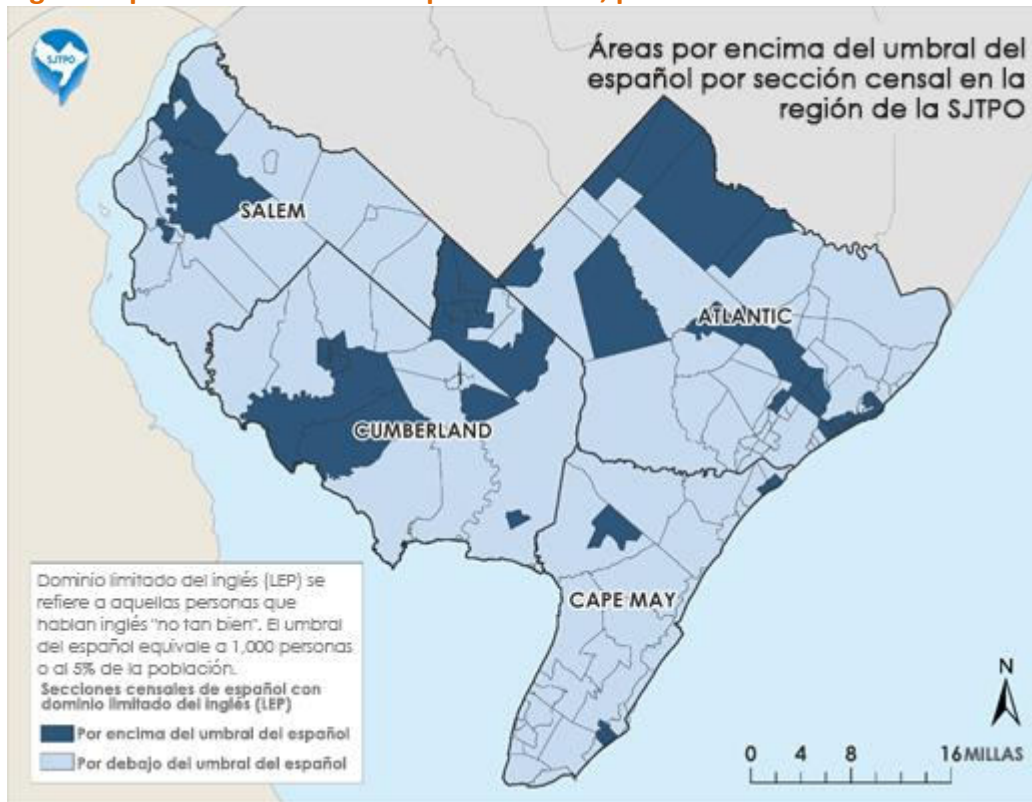 SJTPO
Áreas por encima del umbral del
español por sección censal en la
región de la SJTPO
SALEM
ATLANTIC
CUMBERLAND
CAPE MAY
Dominio limitado del inglés (LEP) se
refiere a aquellas personas que
hablan inglés "no tan bien". El umbral
del español equivale a 1,000 personas
o al 5% de la población.
Secciones censales de español con
dominio limitado del inglés (LEP)
Por encima del umbral del español
Por debajo del umbral del español
N
0 4 8 16 MILLAS